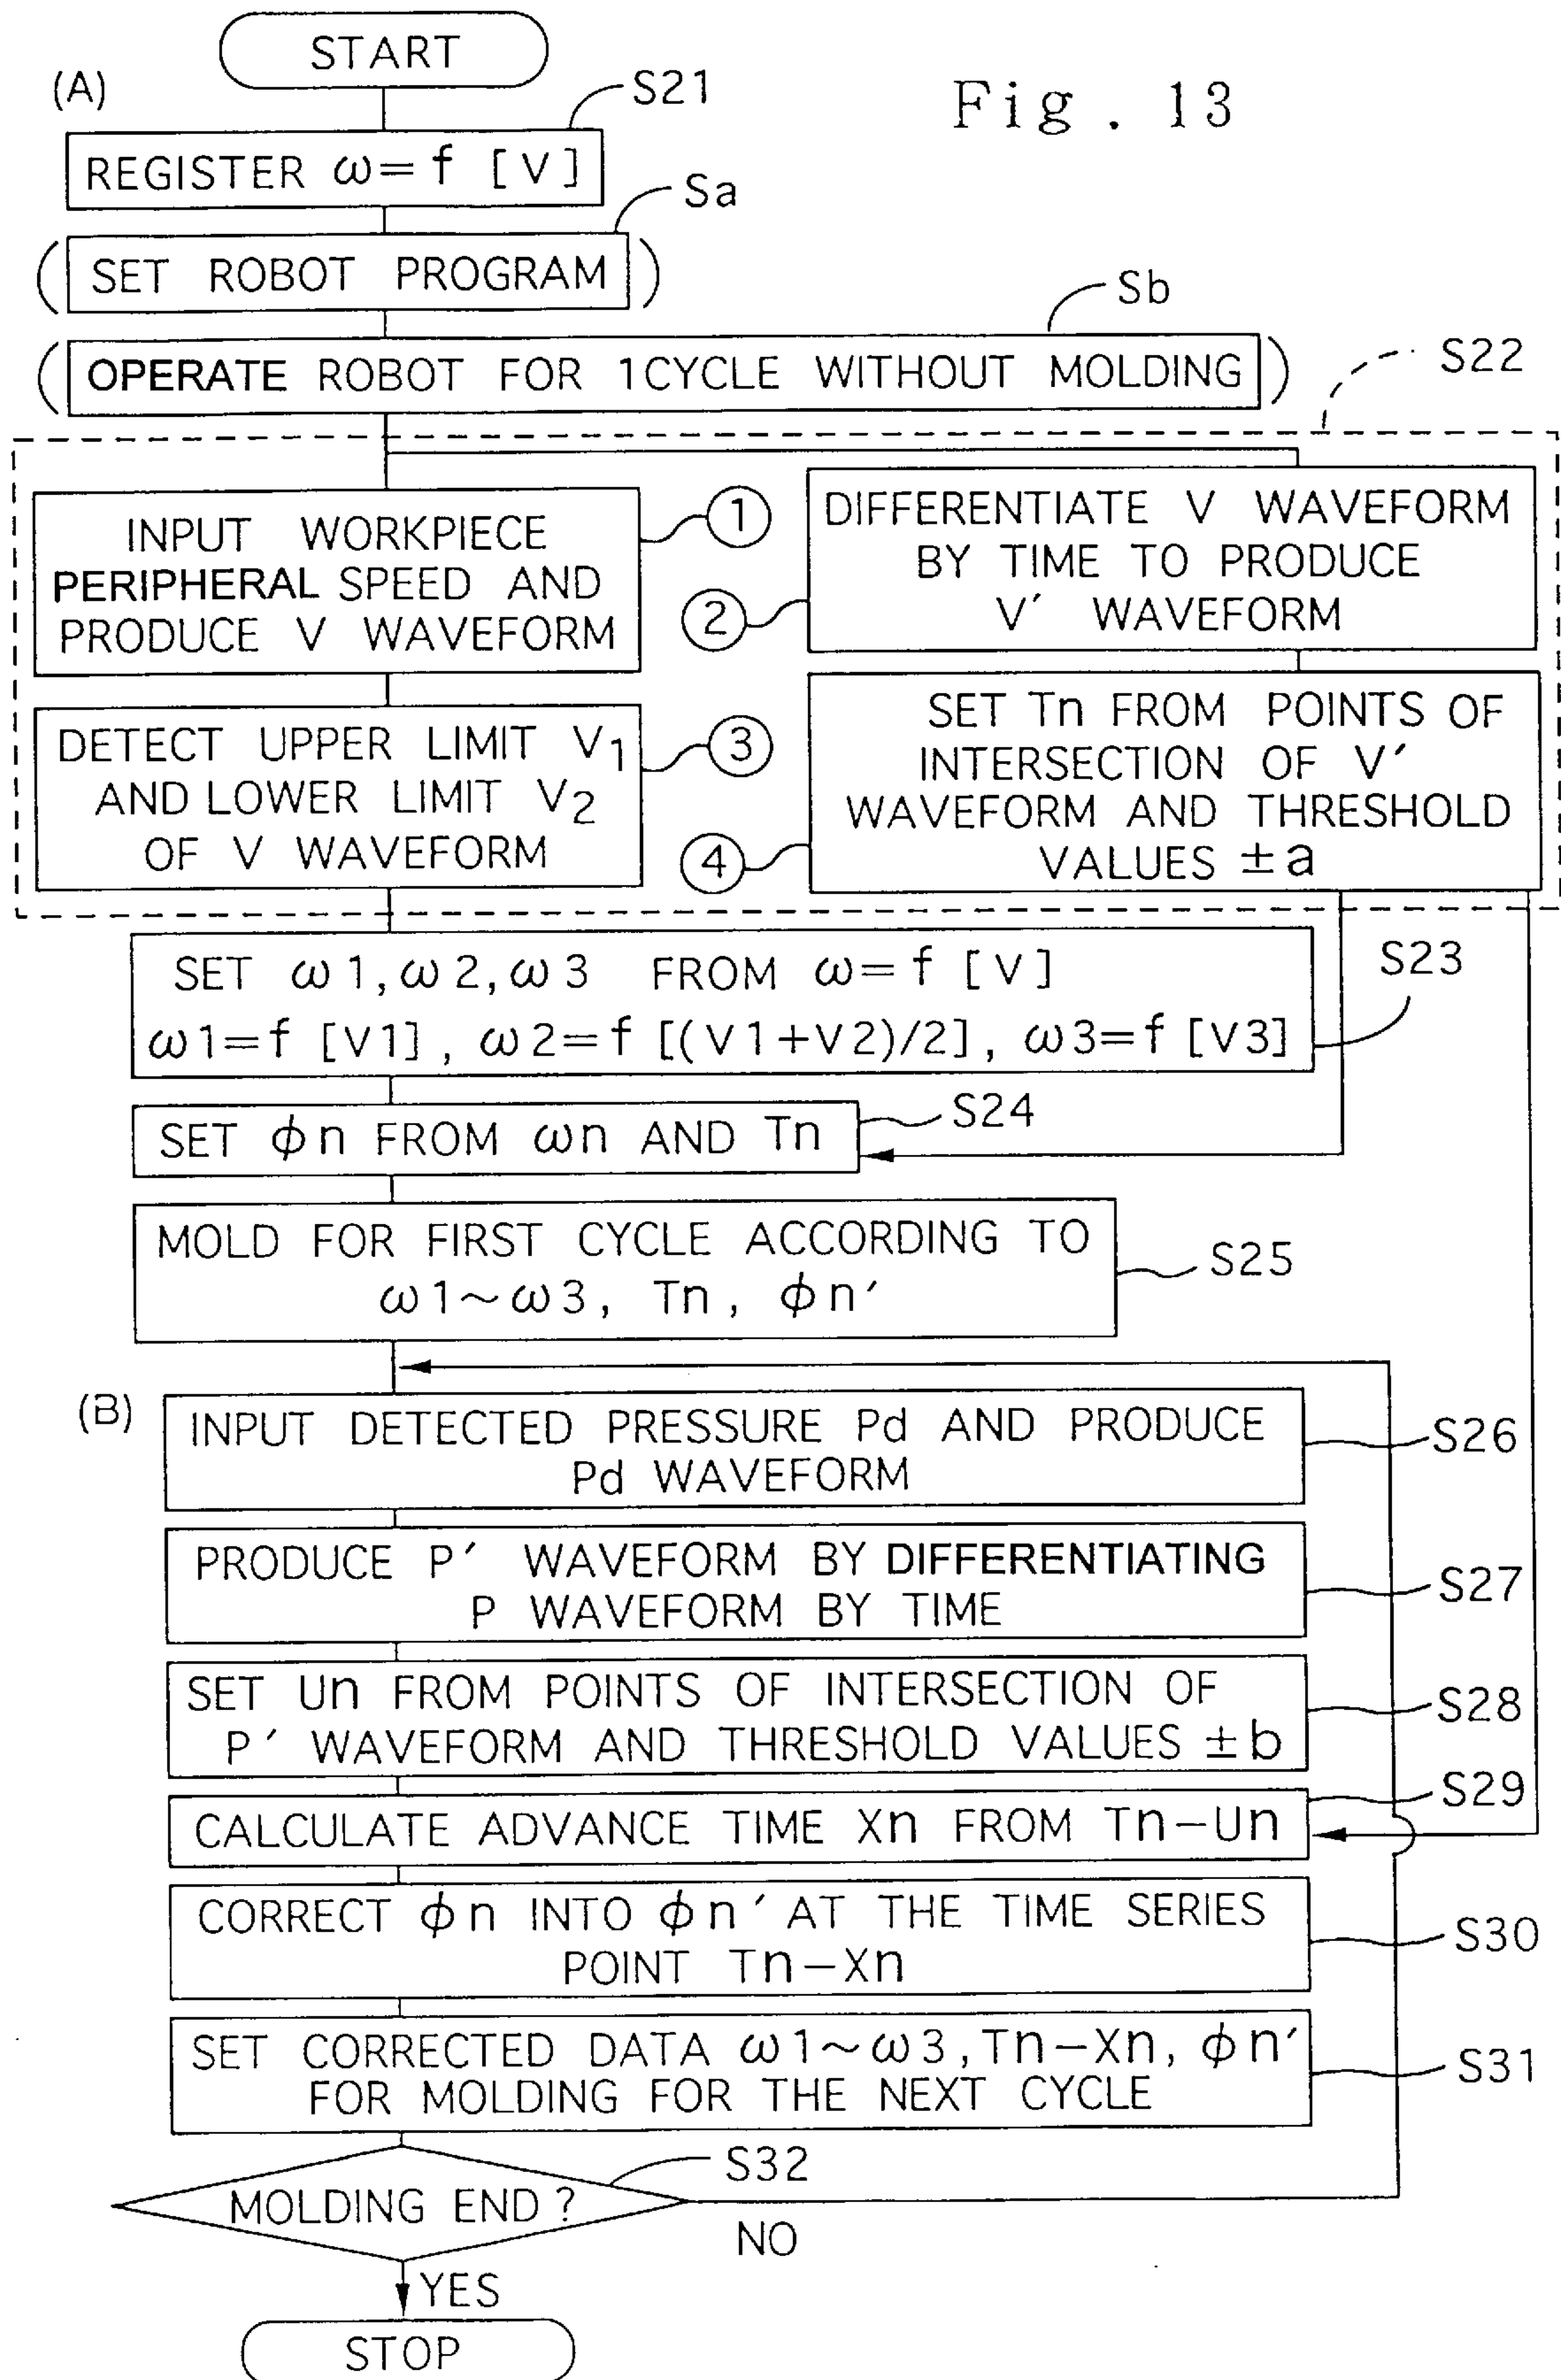 START
(A)
S21
Fig. 13
REGISTER ω=f [V]
Sa
(SET ROBOT PROGRAM)
Sb
(OPERATE ROBOT FOR 1CYCLE WITHOUT MOLDING)
S22
INPUT WORKPIECE
PERIPHERAL SPEED AND
PRODUCE V WAVEFORM
①
DIFFERENTIATE V WAVEFORM
BY TIME TO PRODUCE
V′ WAVEFORM
②
DETECT UPPER LIMIT V1
AND LOWER LIMIT V2
OF V WAVEFORM
③
SET Tn FROM POINTS OF
INTERSECTION OF V′
WAVEFORM AND THRESHOLD
VALUES ±a
④
SET ω1,ω2,ω3 FROM ω=f [V]
ω1=f [V1], ω2=f [(V1+V2)/2], ω3=f [V3]
S23
SET ϕn FROM ωn AND Tn
S24
MOLD FOR FIRST CYCLE ACCORDING TO
ω1~ω3, Tn, ϕn′
S25
(B)
INPUT DETECTED PRESSURE Pd AND PRODUCE
Pd WAVEFORM
S26
PRODUCE P′ WAVEFORM BY DIFFERENTIATING
P WAVEFORM BY TIME
S27
SET Un FROM POINTS OF INTERSECTION OF
P′ WAVEFORM AND THRESHOLD VALUES ±b
S28
CALCULATE ADVANCE TIME Xn FROM Tn−Un
S29
CORRECT ϕn INTO ϕn′ AT THE TIME SERIES
POINT Tn−Xn
S30
SET CORRECTED DATA ω1~ω3,Tn−Xn, ϕn′
FOR MOLDING FOR THE NEXT CYCLE
S31
S32
MOLDING END?
NO
YES
STOP